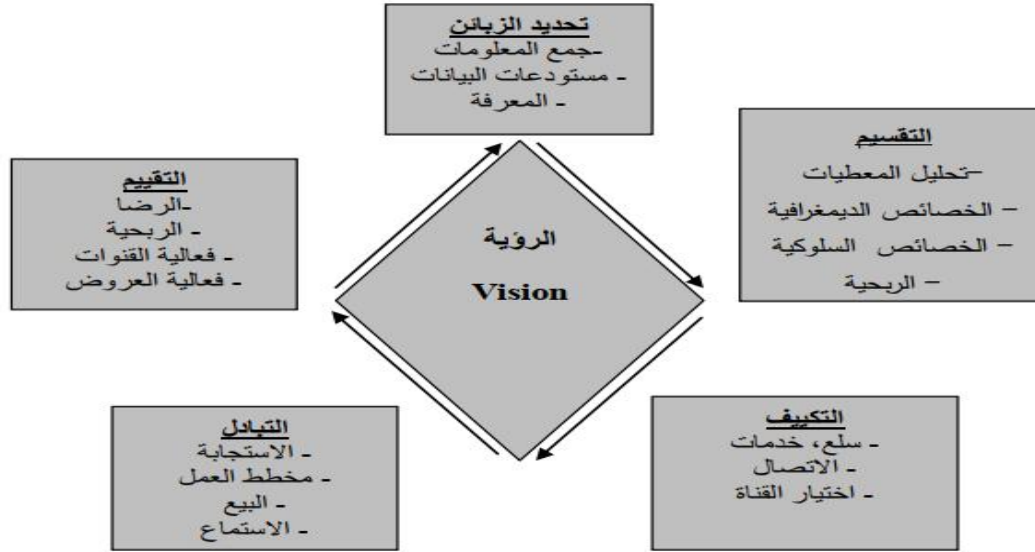 تحديد الزبائن
-جمع المعلومات
- مستودعات البيانات
- المعرفة
التقسيم
–تحليل المعطيات
– الخصائص الديمغرافية
– الخصائص السلوكية
– الربحية
التقييم
-الرضا
- الربحية
- فعالية القنوات
- فعالية العروض
الرؤية
Vision
التكييف
- سلع، خدمات
- الاتصال
- اختيار القناة
التبادل
- الاستجابة
- مخطط العمل
- البيع
- الاستماع